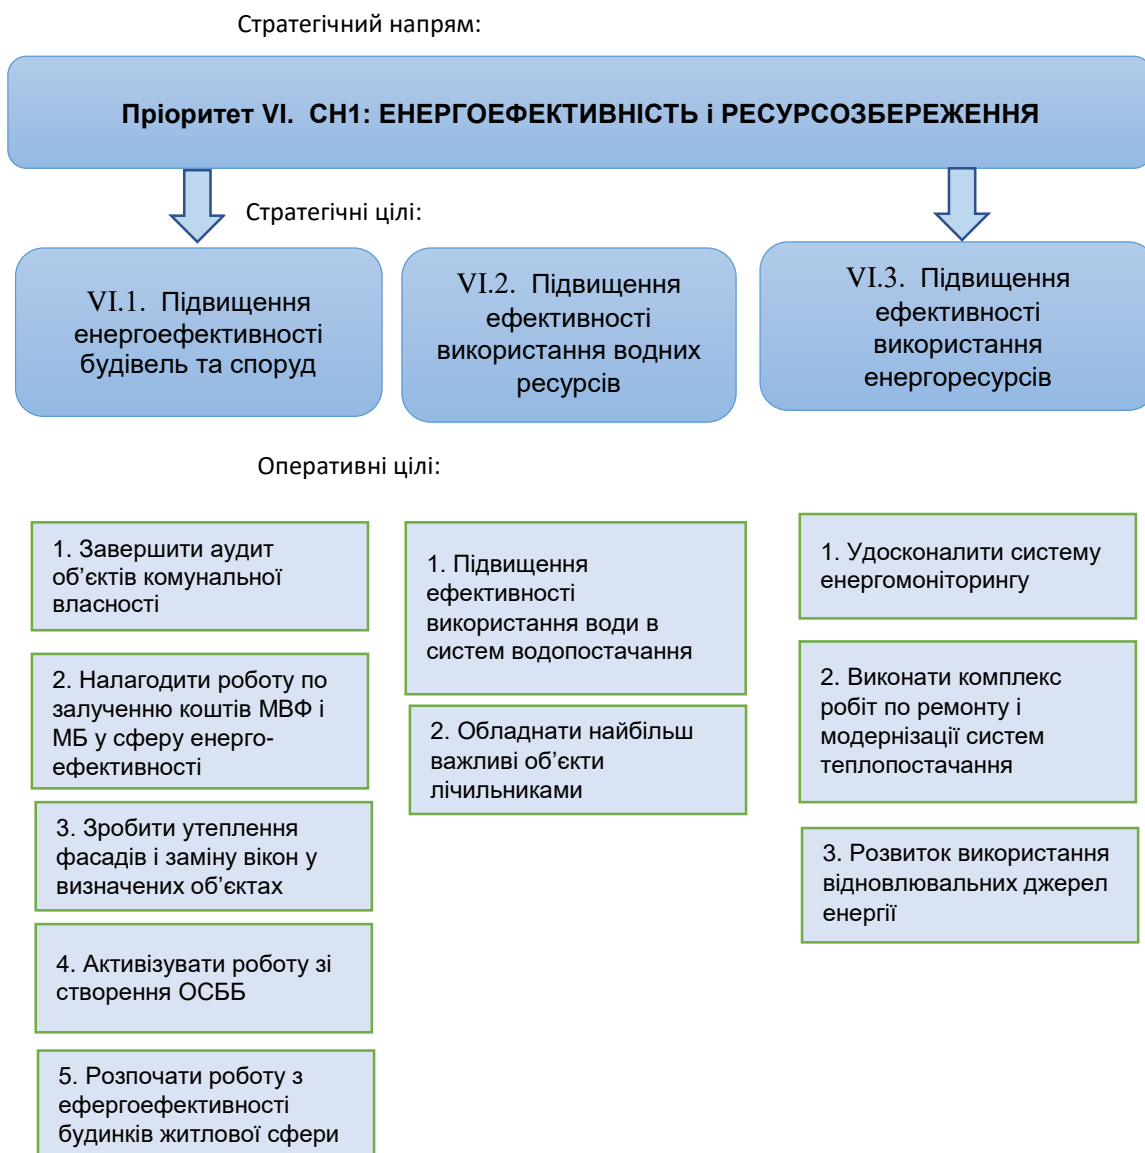 Стратегічний напрям:
Пріоритет VI. СН1: ЕНЕРГОЕФЕКТИВНІСТЬ і РЕСУРСОЗБЕРЕЖЕННЯ
Стратегічні цілі:
VI.1. Підвищення
енергоефективності
будівель та споруд
VI.2. Підвищення
ефективності
використання водних
ресурсів
VI.3. Підвищення
ефективності
використання
енергоресурсів
Оперативні цілі:
1. Завершити аудит
об’єктів комунальної
власності
2. Налагодити роботу по
залученню коштів МВФ і
МБ у сферу енерго-
ефективності
3. Зробити утеплення
фасадів і заміну вікон у
визначених об’єктах
4. Активізувати роботу зі
створення ОСББ
5. Розпочати роботу з
ефергоефективності
будинків житлової сфери
1. Підвищення
ефективності
використання води в
систем водопостачання
2. Обладнати найбільш
важливі об’єкти
лічильниками
1. Удосконалити систему
енергомоніторингу
2. Виконати комплекс
робіт по ремонту і
модернізації систем
теплопостачання
3. Розвиток використання
відновлювальних джерел
енергії